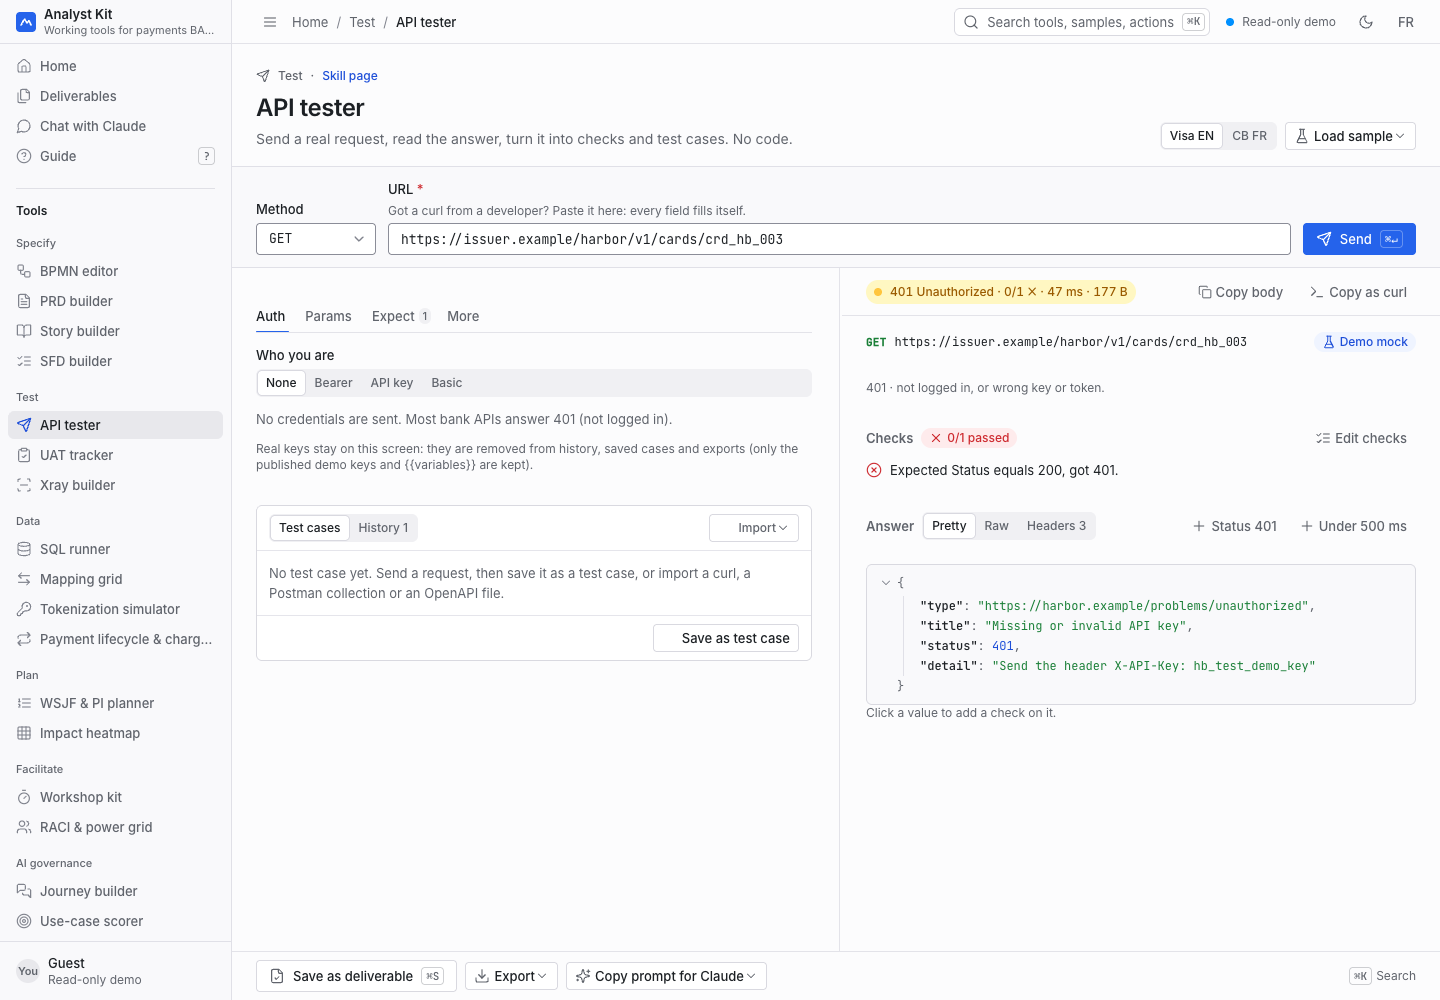 Analyst Kit
Working tools for payments BA...
Home / Test / API tester
Search tools, samples, actions ⌘K
Read-only demo
FR
Home
Deliverables
Chat with Claude
Guide ?
Tools
Specify
BPMN editor
PRD builder
Story builder
SFD builder
Test
API tester
UAT tracker
Xray builder
Data
SQL runner
Mapping grid
Tokenization simulator
Payment lifecycle & charg...
Plan
WSJF & PI planner
Impact heatmap
Facilitate
Workshop kit
RACI & power grid
AI governance
Journey builder
Use-case scorer
You
Guest
Read-only demo
Test · Skill page
API tester
Send a real request, read the answer, turn it into checks and test cases. No code.
Visa EN CB FR
Load sample
Method
GET
URL *
Got a curl from a developer? Paste it here: every field fills itself.
https://issuer.example/harbor/v1/cards/crd_hb_003
Send ⌘↵
Auth Params Expect 1 More
Who you are
None Bearer API key Basic
No credentials are sent. Most bank APIs answer 401 (not logged in).
Real keys stay on this screen: they are removed from history, saved cases and exports (only the
published demo keys and {{variables}} are kept).
Test cases History 1
Import
No test case yet. Send a request, then save it as a test case, or import a curl, a
Postman collection or an OpenAPI file.
Save as test case
401 Unauthorized · 0/1 ✕ · 47 ms · 177 B
Copy body
Copy as curl
GET https://issuer.example/harbor/v1/cards/crd_hb_003
Demo mock
401 · not logged in, or wrong key or token.
Checks 0/1 passed
Edit checks
Expected Status equals 200, got 401.
Answer Pretty Raw Headers 3
+ Status 401 + Under 500 ms
{
"type": "https://harbor.example/problems/unauthorized",
"title": "Missing or invalid API key",
"status": 401,
"detail": "Send the header X-API-Key: hb_test_demo_key"
}
Click a value to add a check on it.
Save as deliverable ⌘S
Export
Copy prompt for Claude
⌘K Search